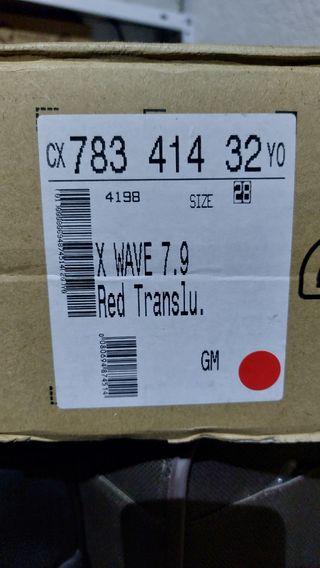 CX 783 414 32 YO
4198 SIZE 28
X WAVE 7.9
Red Translu.
GM